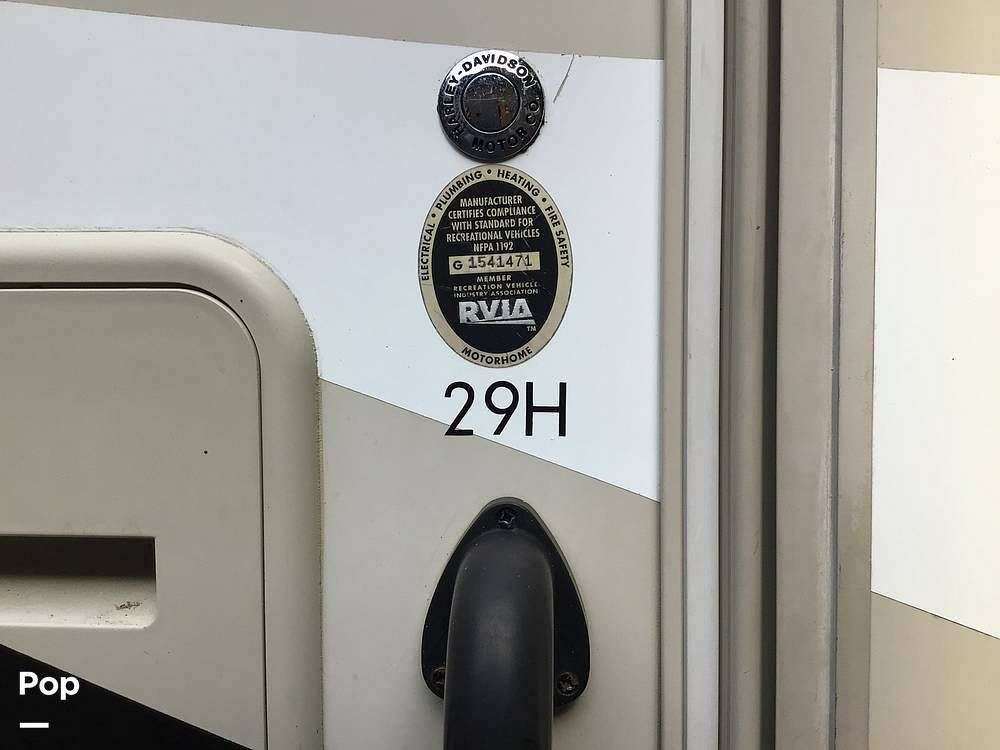 HARLEY-DAVIDSON
MOTOR CO.
ELECTRICAL • PLUMBING • HEATING • FIRE SAFETY
MANUFACTURER
CERTIFIES COMPLIANCE
WITH STANDARD FOR
RECREATIONAL VEHICLES
NFPA 1192
G 1541471
MEMBER
RECREATION VEHICLE
INDUSTRY ASSOCIATION
RVIA
TM
MOTORHOME
29H
Pop